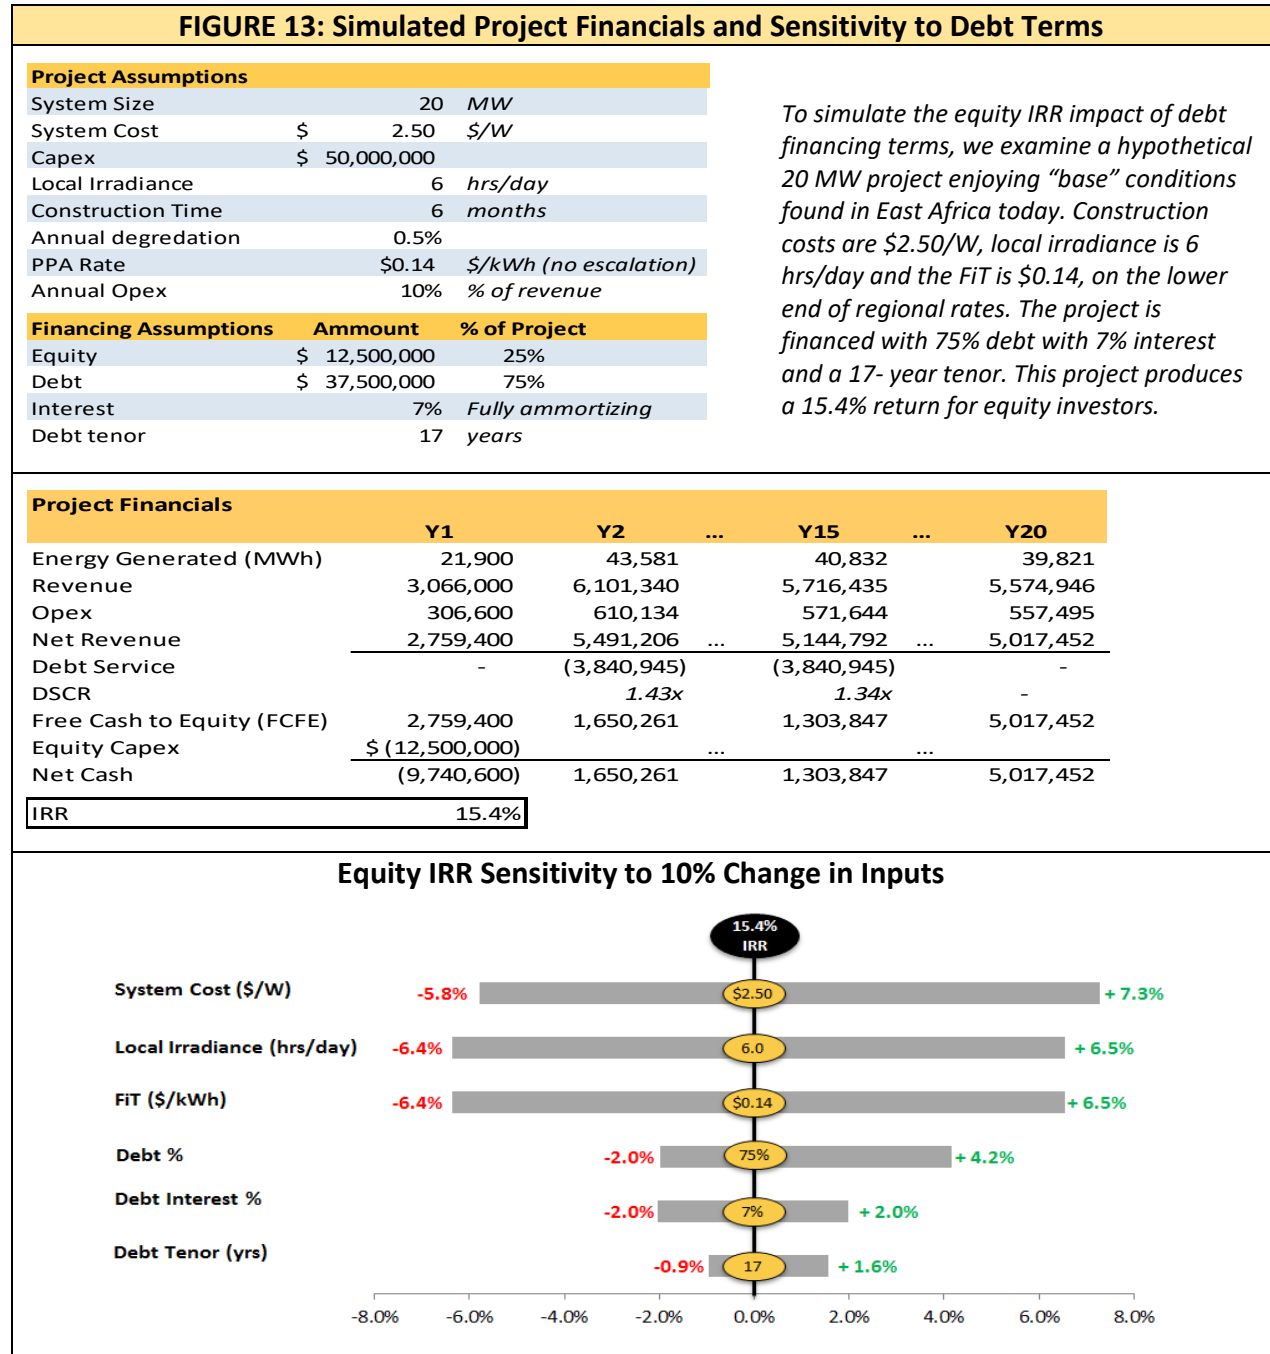 FIGURE 13: Simulated Project Financials and Sensitivity to Debt Terms
Project Assumptions
System Size 20 MW
System Cost $ 2.50 $/W
Capex $ 50,000,000
Local Irradiance 6 hrs/day
Construction Time 6 months
Annual degredation 0.5%
PPA Rate $0.14 $/kWh (no escalation)
Annual Opex 10% % of revenue
Financing Assumptions Ammount % of Project
Equity $ 12,500,000 25%
Debt $ 37,500,000 75%
Interest 7% Fully ammortizing
Debt tenor 17 years
To simulate the equity IRR impact of debt
financing terms, we examine a hypothetical
20 MW project enjoying “base” conditions
found in East Africa today. Construction
costs are $2.50/W, local irradiance is 6
hrs/day and the FiT is $0.14, on the lower
end of regional rates. The project is
financed with 75% debt with 7% interest
and a 17- year tenor. This project produces
a 15.4% return for equity investors.
Project Financials
Y1 Y2 ... Y15 ... Y20
Energy Generated (MWh) 21,900 43,581 40,832 39,821
Revenue 3,066,000 6,101,340 5,716,435 5,574,946
Opex 306,600 610,134 571,644 557,495
Net Revenue 2,759,400 5,491,206 ... 5,144,792 ... 5,017,452
Debt Service - (3,840,945) (3,840,945) -
DSCR 1.43x 1.34x -
Free Cash to Equity (FCFE) 2,759,400 1,650,261 1,303,847 5,017,452
Equity Capex $ (12,500,000) ... ...
Net Cash (9,740,600) 1,650,261 1,303,847 5,017,452
IRR 15.4%
Equity IRR Sensitivity to 10% Change in Inputs
15.4%
IRR
System Cost ($/W) -5.8% $2.50 + 7.3%
Local Irradiance (hrs/day) -6.4% 6.0 + 6.5%
FiT ($/kWh) -6.4% $0.14 + 6.5%
Debt % -2.0% 75% + 4.2%
Debt Interest % -2.0% 7% + 2.0%
Debt Tenor (yrs) -0.9% 17 + 1.6%
-8.0% -6.0% -4.0% -2.0% 0.0% 2.0% 4.0% 6.0% 8.0%